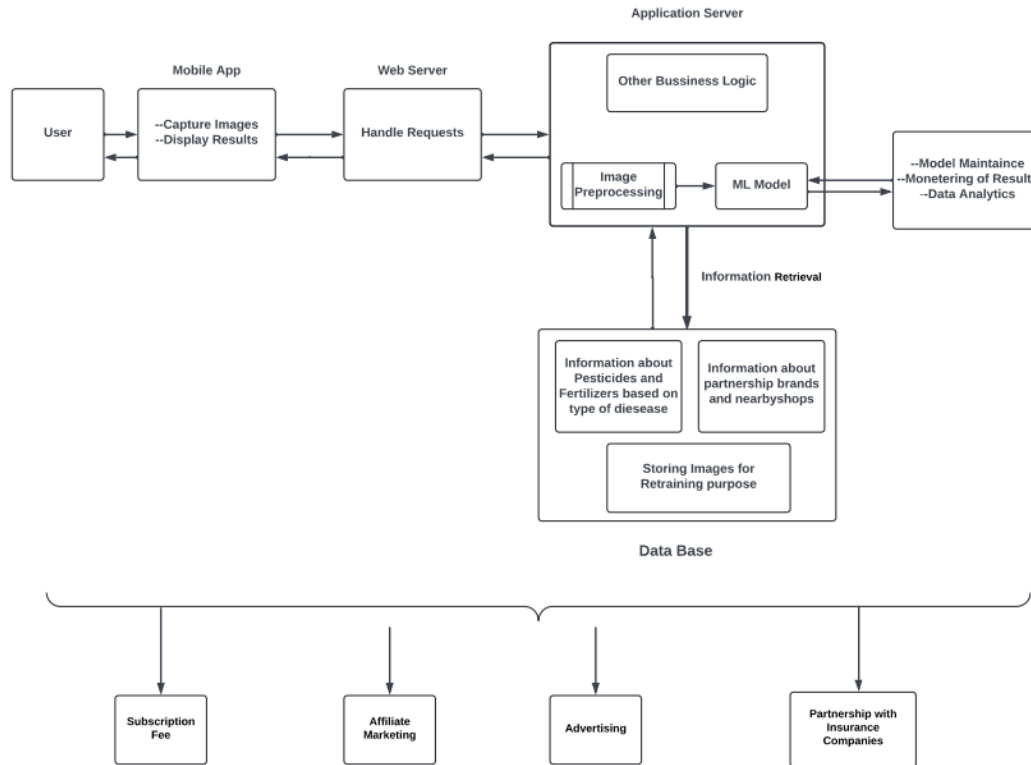 Application Server
Mobile App
Web Server
Other Bussiness Logic
User
--Capture Images
--Display Results
Handle Requests
Image
Preprocessing
ML Model
--Model Maintaince
--Monetering of Result
--Data Analytics
Information Retrieval
Information about
Pesticides and
Fertilizers based on
type of diesease
Information about
partnership brands
and nearbyshops
Storing Images for
Retraining purpose
Data Base
Subscription
Fee
Affiliate
Marketing
Advertising
Partnership with
Insurance
Companies